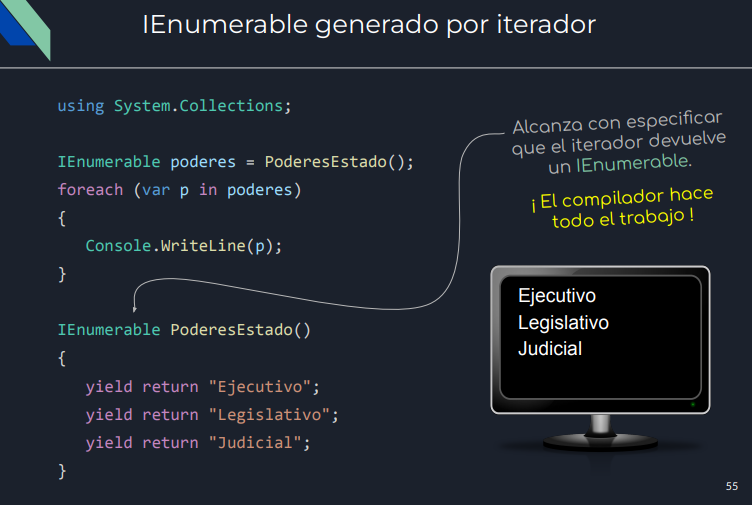 IEnumerable generado por iterador
using System.Collections;
IEnumerable poderes = PoderesEstado();
foreach (var p in poderes)
{
Console.WriteLine(p);
}
IEnumerable PoderesEstado()
{
yield return "Ejecutivo";
yield return "Legislativo";
yield return "Judicial";
}
Alcanza con especificar
que el iterador devuelve
un IEnumerable.
¡ El compilador hace
todo el trabajo !
Ejecutivo
Legislativo
Judicial
55